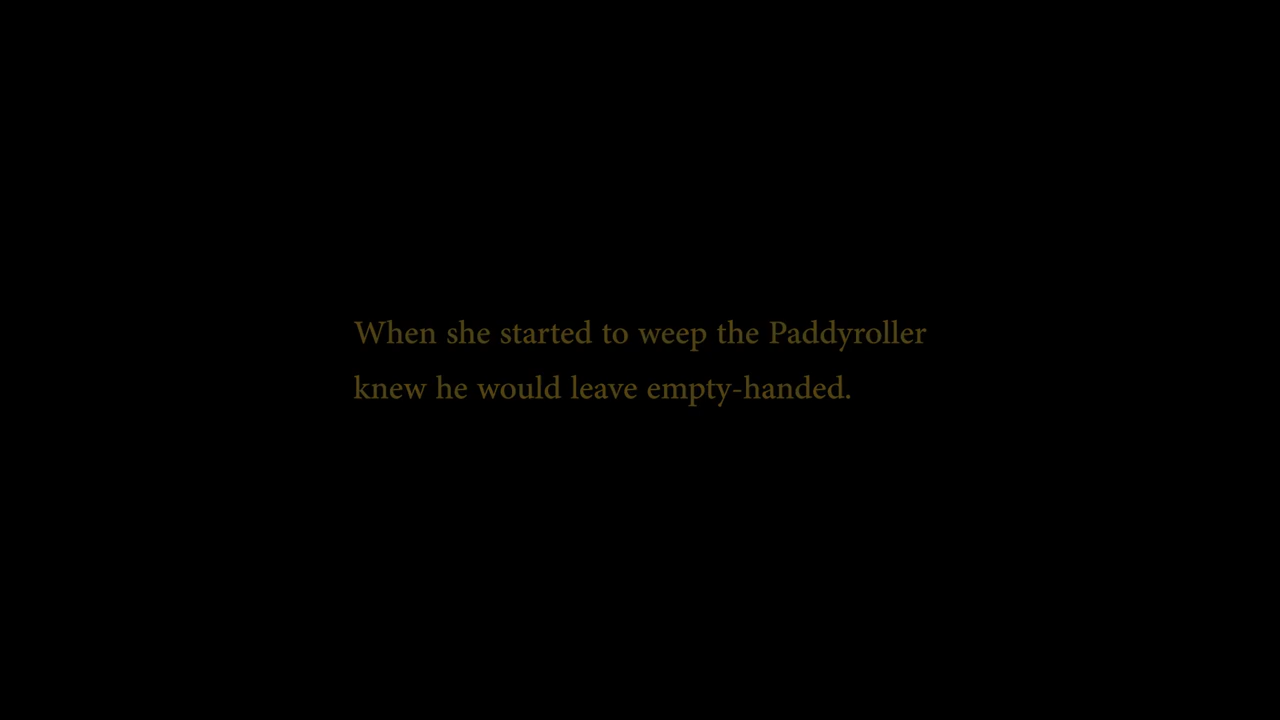 When she started to weep the Paddyroller
knew he would leave empty-handed.